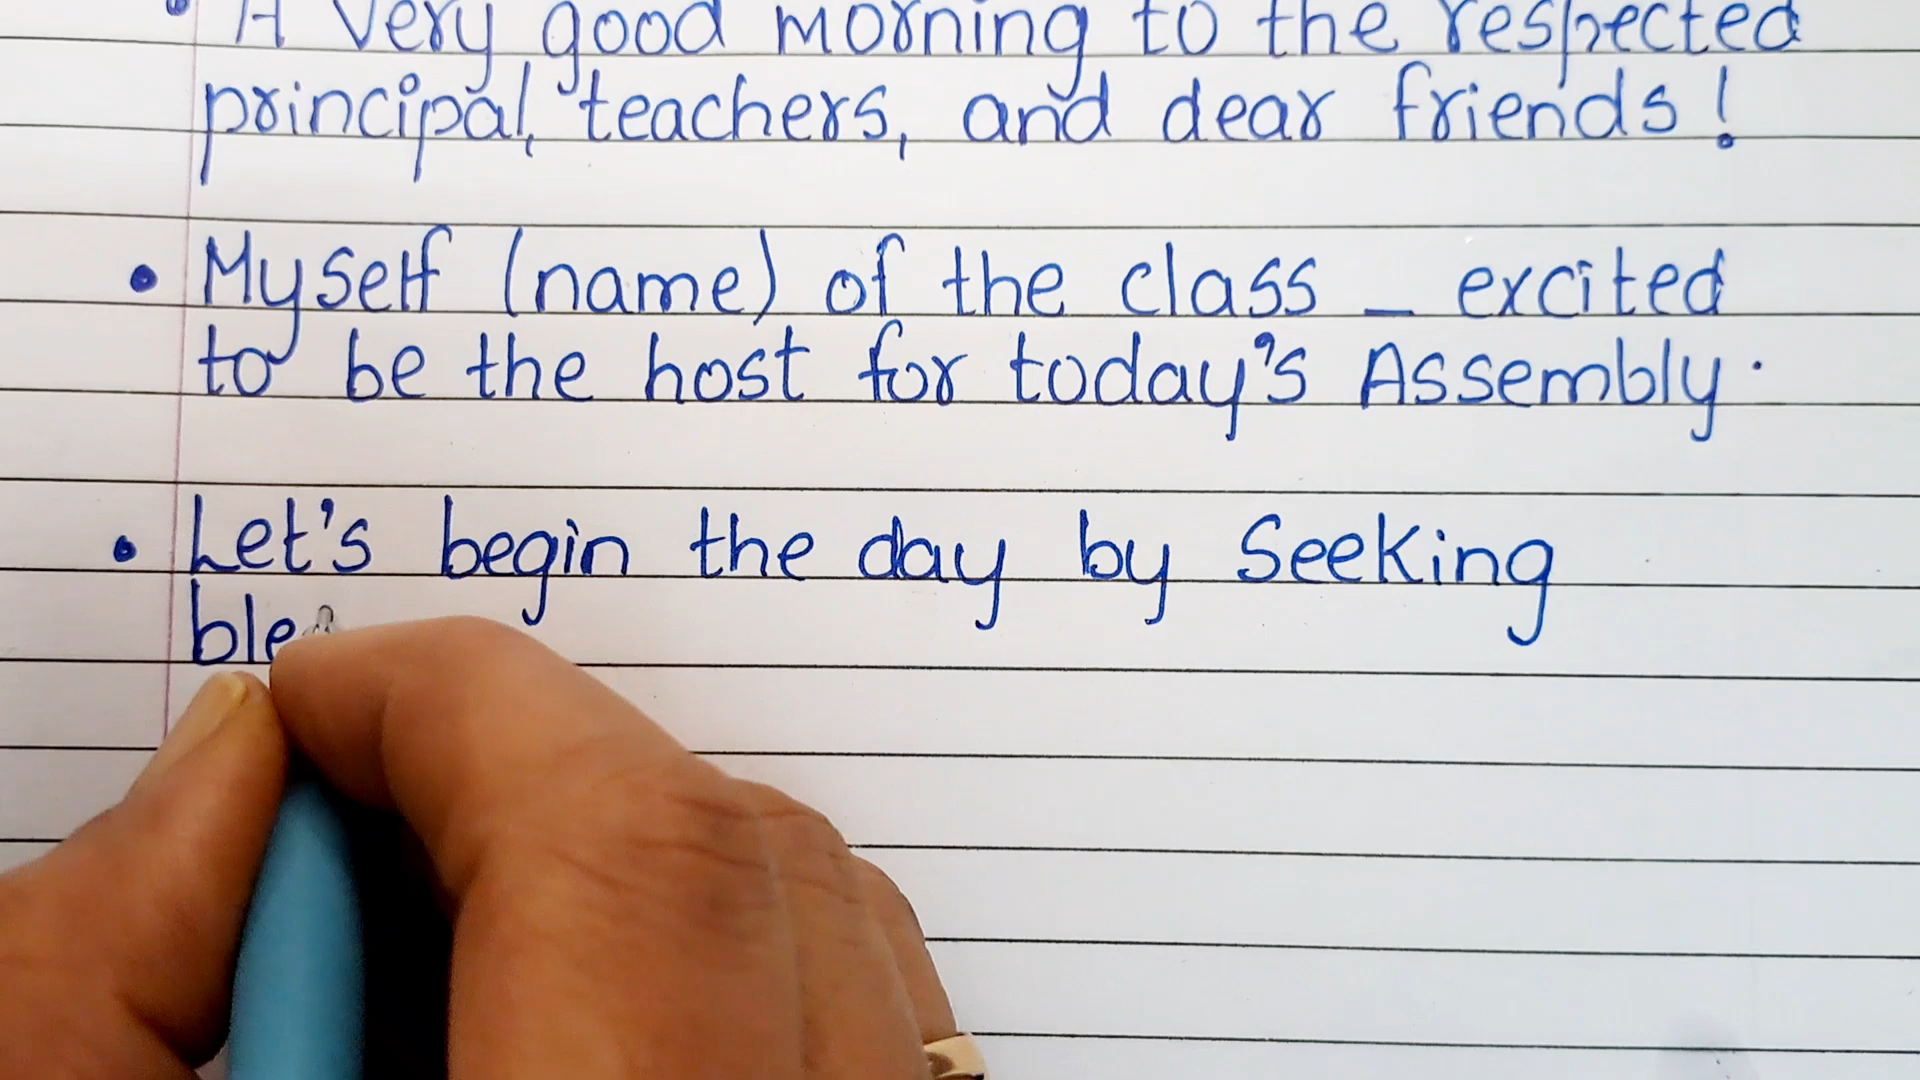 • A very good morning to the respected
principal, teachers, and dear friends!
• Myself (name) of the class _ excited
to be the host for today's Assembly.
• Let's begin the day by Seeking
ble